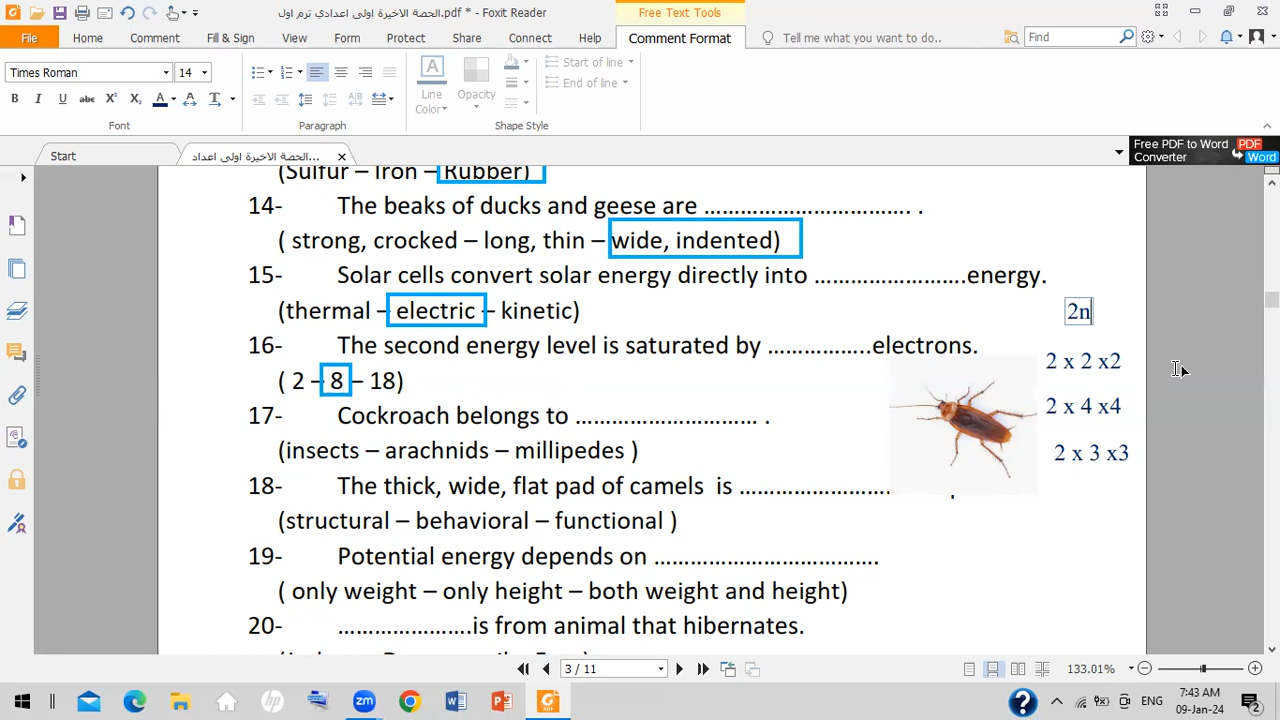 الحصة الاخيرة اولى اعدادي ترم اول.pdf * - Foxit Reader
Free Text Tools
File
Home
Comment
Fill & Sign
View
Form
Protect
Share
Connect
Help
Comment Format
Tell me what you want to do..
Find
Times Roman
14
Line Color
Opacity
Start of line
End of line
Font
Paragraph
Shape Style
Start
الحصة الاخيرة اولى اعداد...
Free PDF to Word Converter
PDF Word
(Sulfur – Iron – Rubber)
14- The beaks of ducks and geese are ……………………………. .
( strong, crocked – long, thin – wide, indented)
15- Solar cells convert solar energy directly into …………………….energy.
(thermal – electric – kinetic)
2n
16- The second energy level is saturated by ……………..electrons.
2 x 2 x2
( 2 – 8 – 18)
2 x 4 x4
17- Cockroach belongs to ………………………… .
(insects – arachnids – millipedes )
2 x 3 x3
18- The thick, wide, flat pad of camels is …………………….
(structural – behavioral – functional )
19- Potential energy depends on ……………………………….
( only weight – only height – both weight and height)
20- ………………….is from animal that hibernates.
3 / 11
133.01%
zm
ENG
7:43 AM
09-Jan-24
2